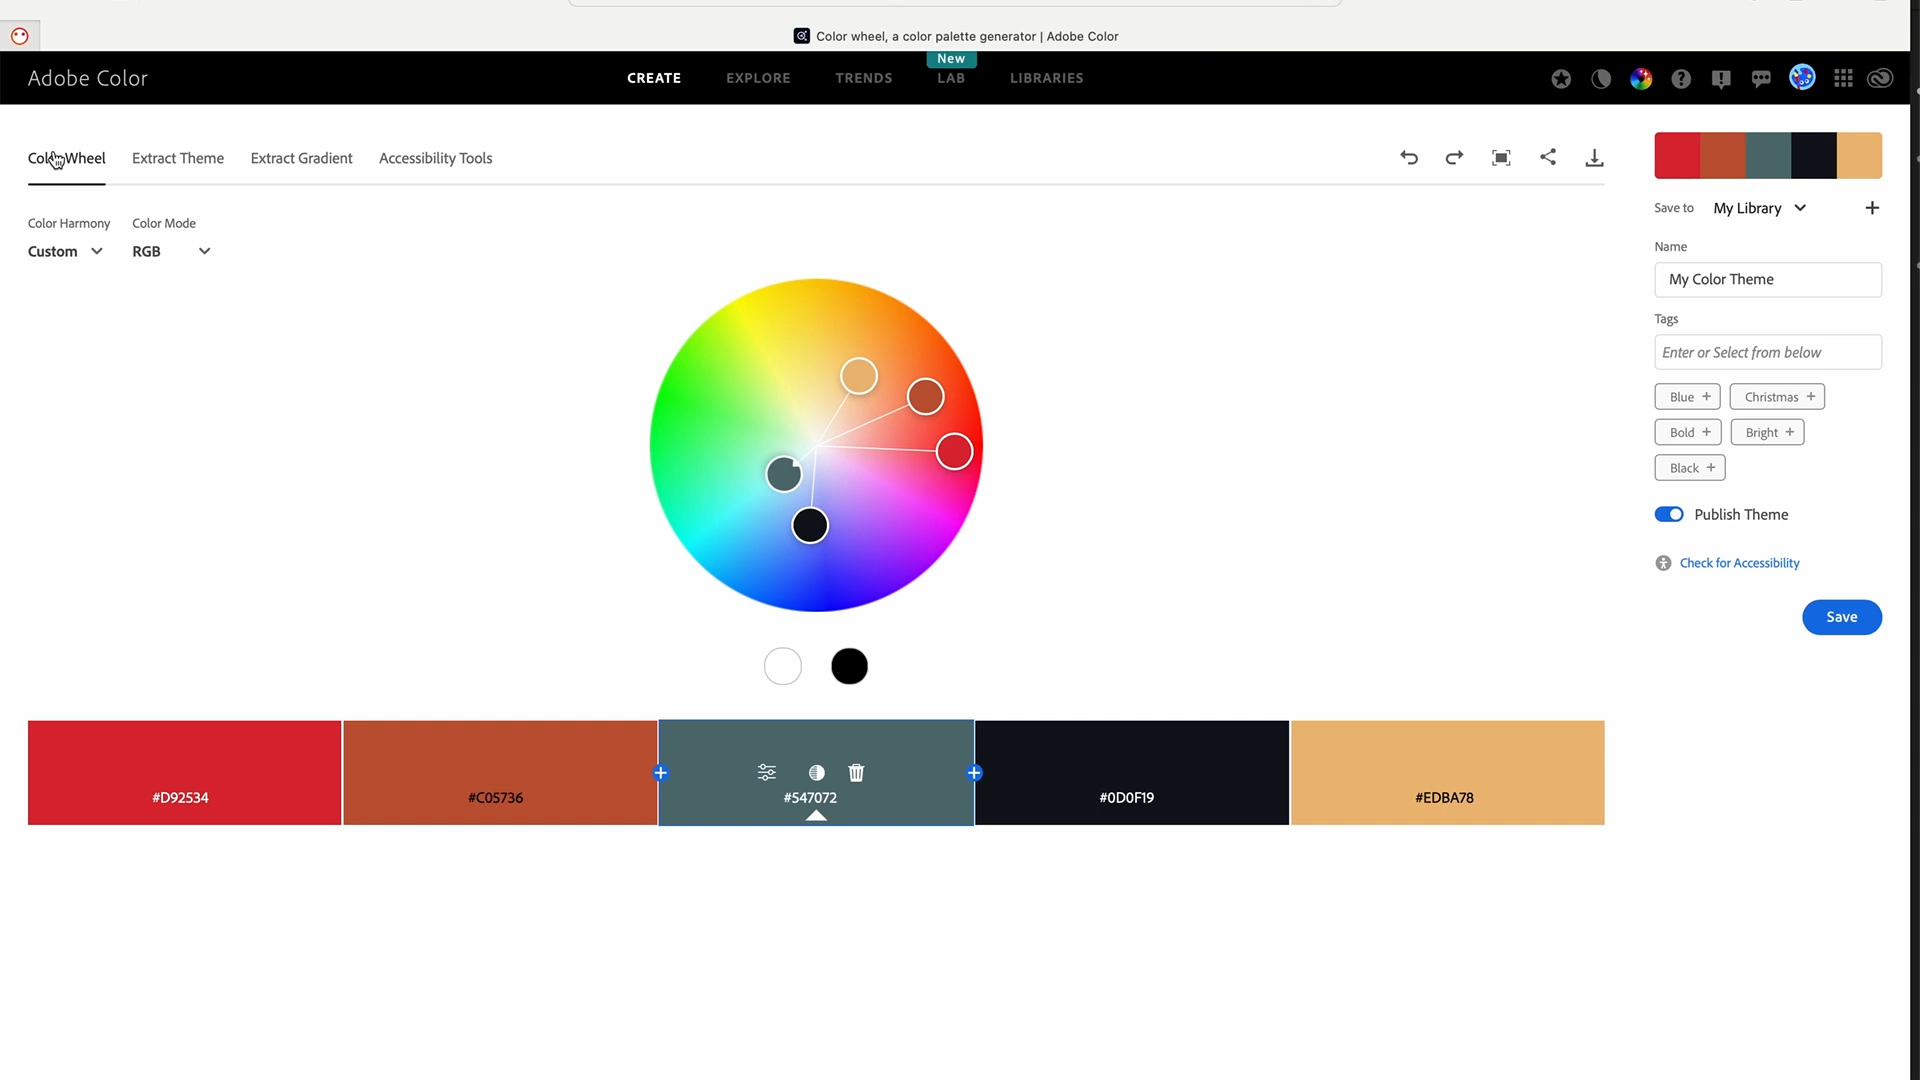 Color wheel, a color palette generator | Adobe Color
Adobe Color
CREATE
EXPLORE
TRENDS
New
LAB
LIBRARIES
Color Wheel
Extract Theme
Extract Gradient
Accessibility Tools
Color Harmony
Color Mode
Custom
RGB
Save to
My Library
Name
My Color Theme
Tags
Enter or Select from below
Blue +
Christmas +
Bold +
Bright +
Black +
Publish Theme
Check for Accessibility
Save
#D92534
#C05736
#547072
#0D0F19
#EDBA78